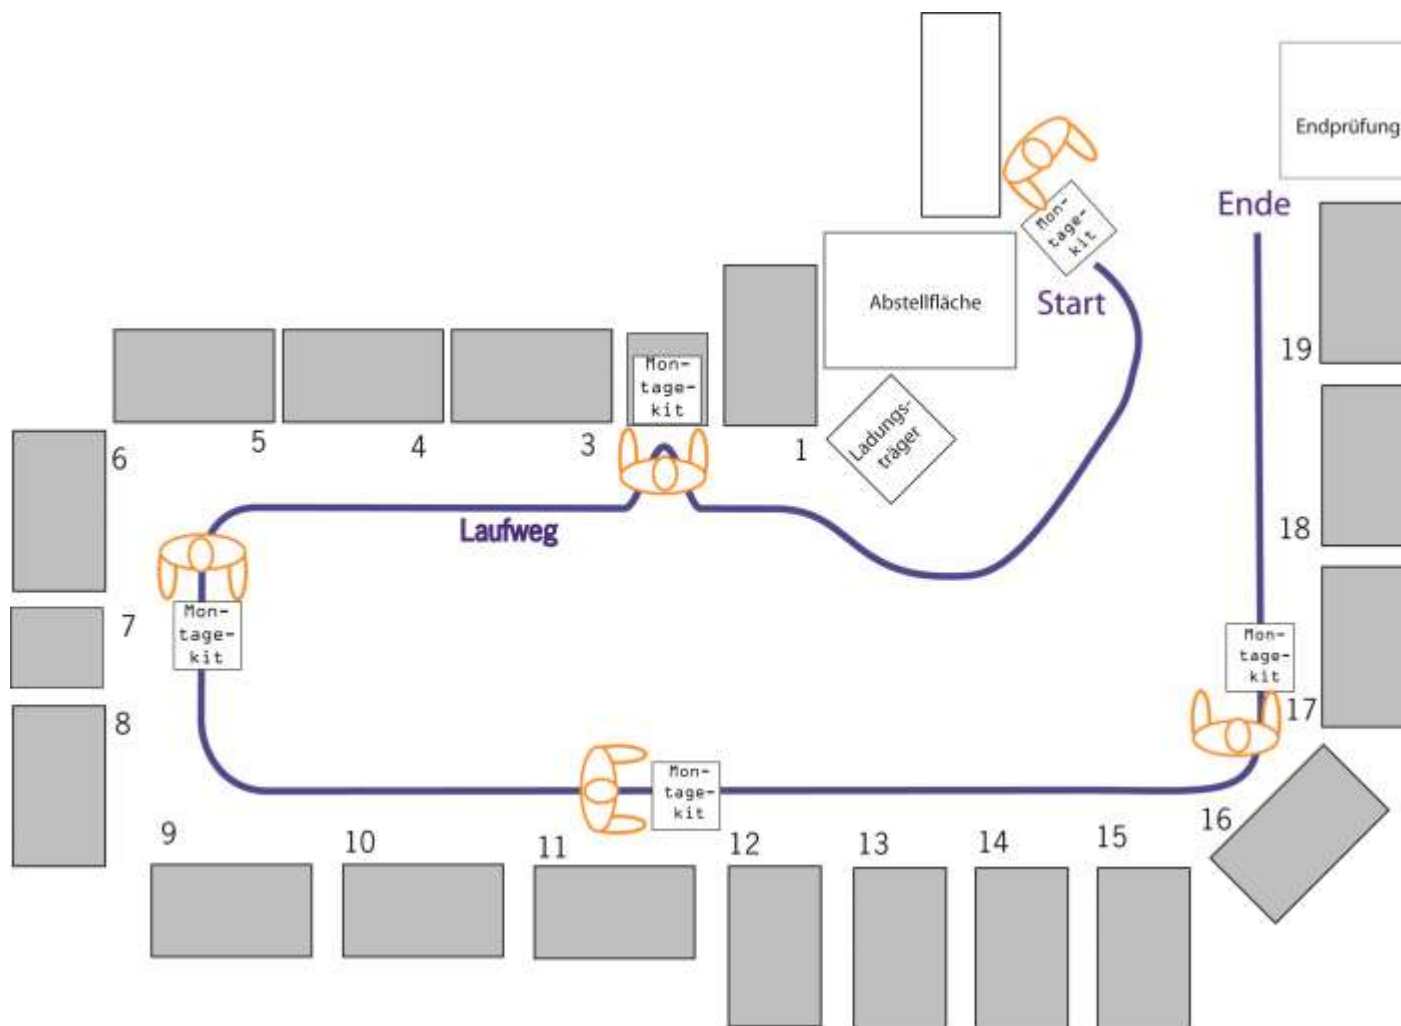 Endprüfung
Mon-
tage-
kit
Ende
Abstellfläche
Start
19
Mon-
tage-
kit
Ladungs-
träger
1
3
4
5
6
18
Laufweg
Mon-
tage-
kit
7
Mon-
tage-
kit
17
8
Mon-
tage-
kit
16
9
10
11
12
13
14
15